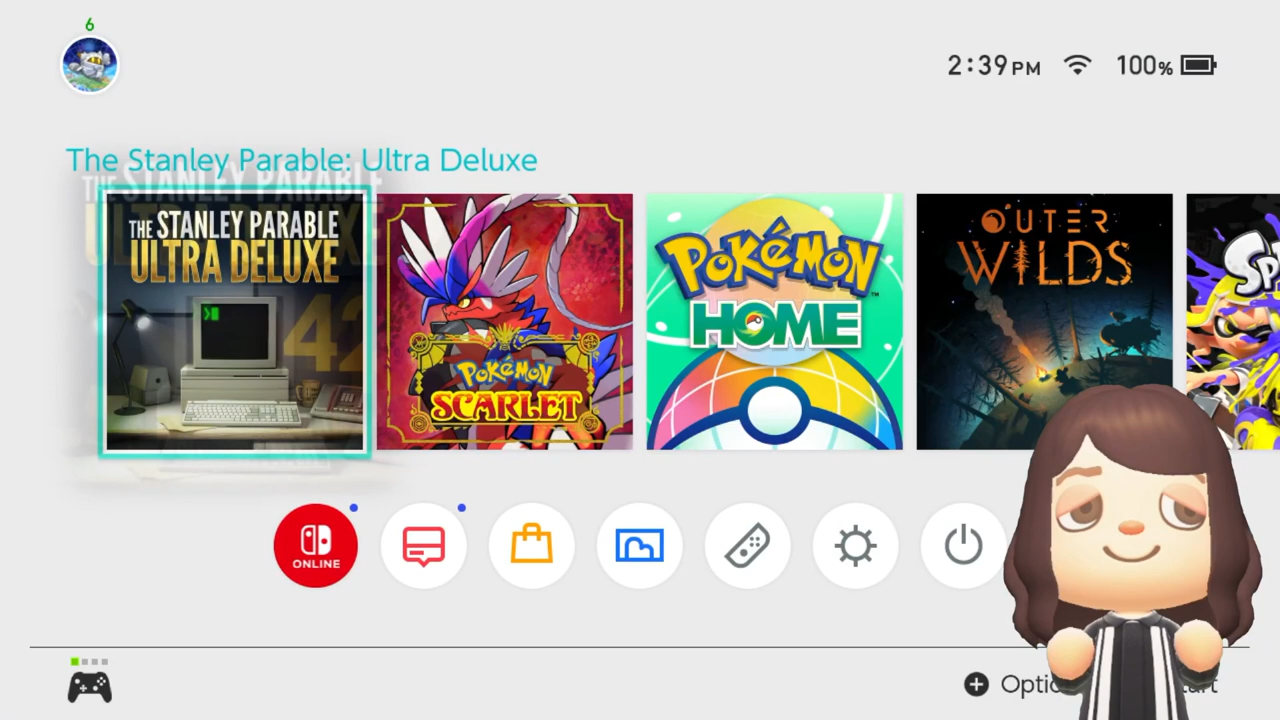 6
2:39 PM
100%
The Stanley Parable: Ultra Deluxe
THE STANLEY PARABLE
ULTRA DELUXE
42
POKÉMON
SCARLET
POKÉMON
HOME
OUTER
WILDS
ONLINE